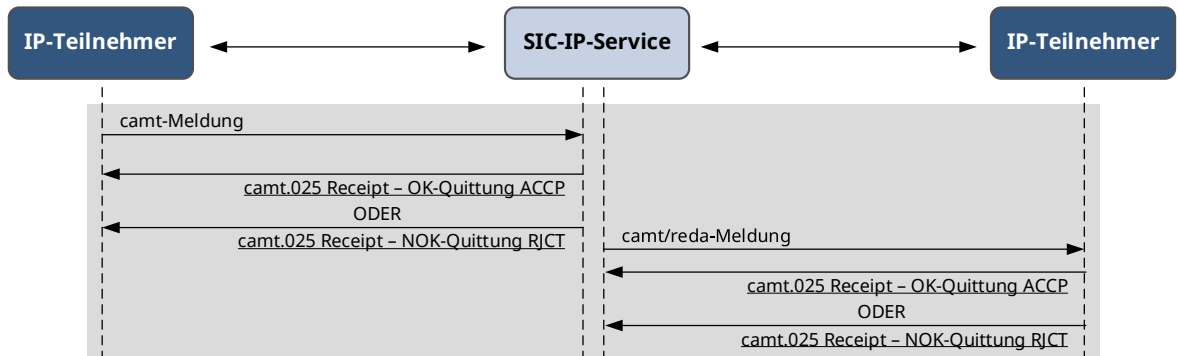 IP-Teilnehmer
SIC-IP-Service
IP-Teilnehmer
camt-Meldung
camt.025 Receipt – OK-Quittung ACCP
ODER
camt.025 Receipt – NOK-Quittung RJCT
camt/reda-Meldung
camt.025 Receipt – OK-Quittung ACCP
ODER
camt.025 Receipt – NOK-Quittung RJCT